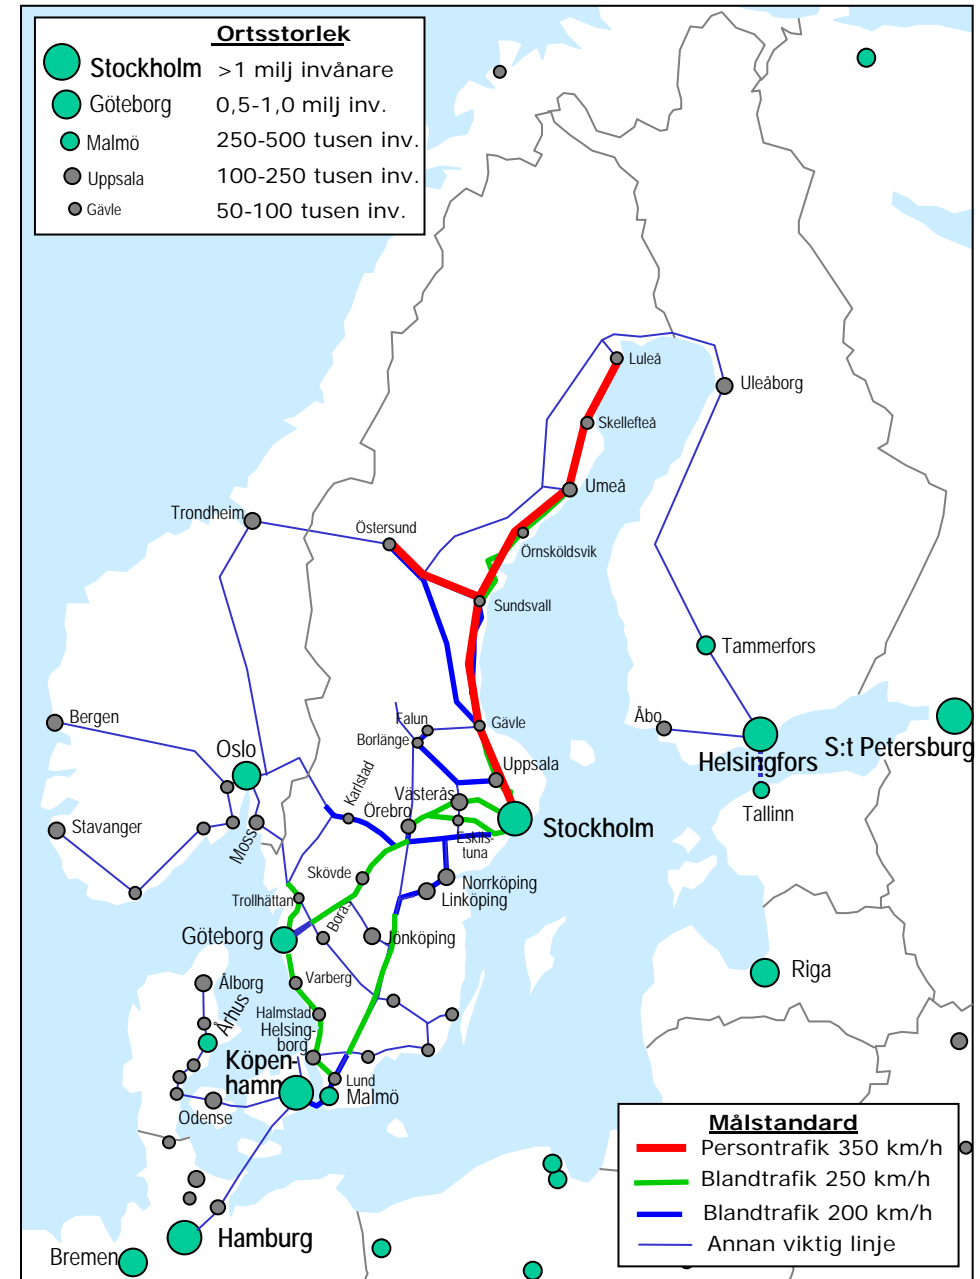 Ortsstorlek
Stockholm >1 milj invånare
Göteborg 0,5-1,0 milj inv.
Malmö 250-500 tusen inv.
Uppsala 100-250 tusen inv.
Gävle 50-100 tusen inv.
Luleå
Uleåborg
Skellefteå
Umeå
Trondheim
Östersund
Örnsköldsvik
Sundsvall
Tammerfors
Bergen
Falun
Gävle
Åbo
Borlänge
Oslo
Helsingfors
S:t Petersburg
Uppsala
Karlstad
Västerås
Örebro
Tallinn
Stavanger
Moss
Stockholm
Eskils-
tuna
Skövde
Norrköping
Linköping
Trollhättan
Borås
Göteborg
Jönköping
Riga
Ålborg
Varberg
Århus
Halmstad
Helsing-
borg
Köpen-
hamn
Lund
Malmö
Odense
Hamburg
Bremen
Målstandard
Persontrafik 350 km/h
Blandtrafik 250 km/h
Blandtrafik 200 km/h
Annan viktig linje